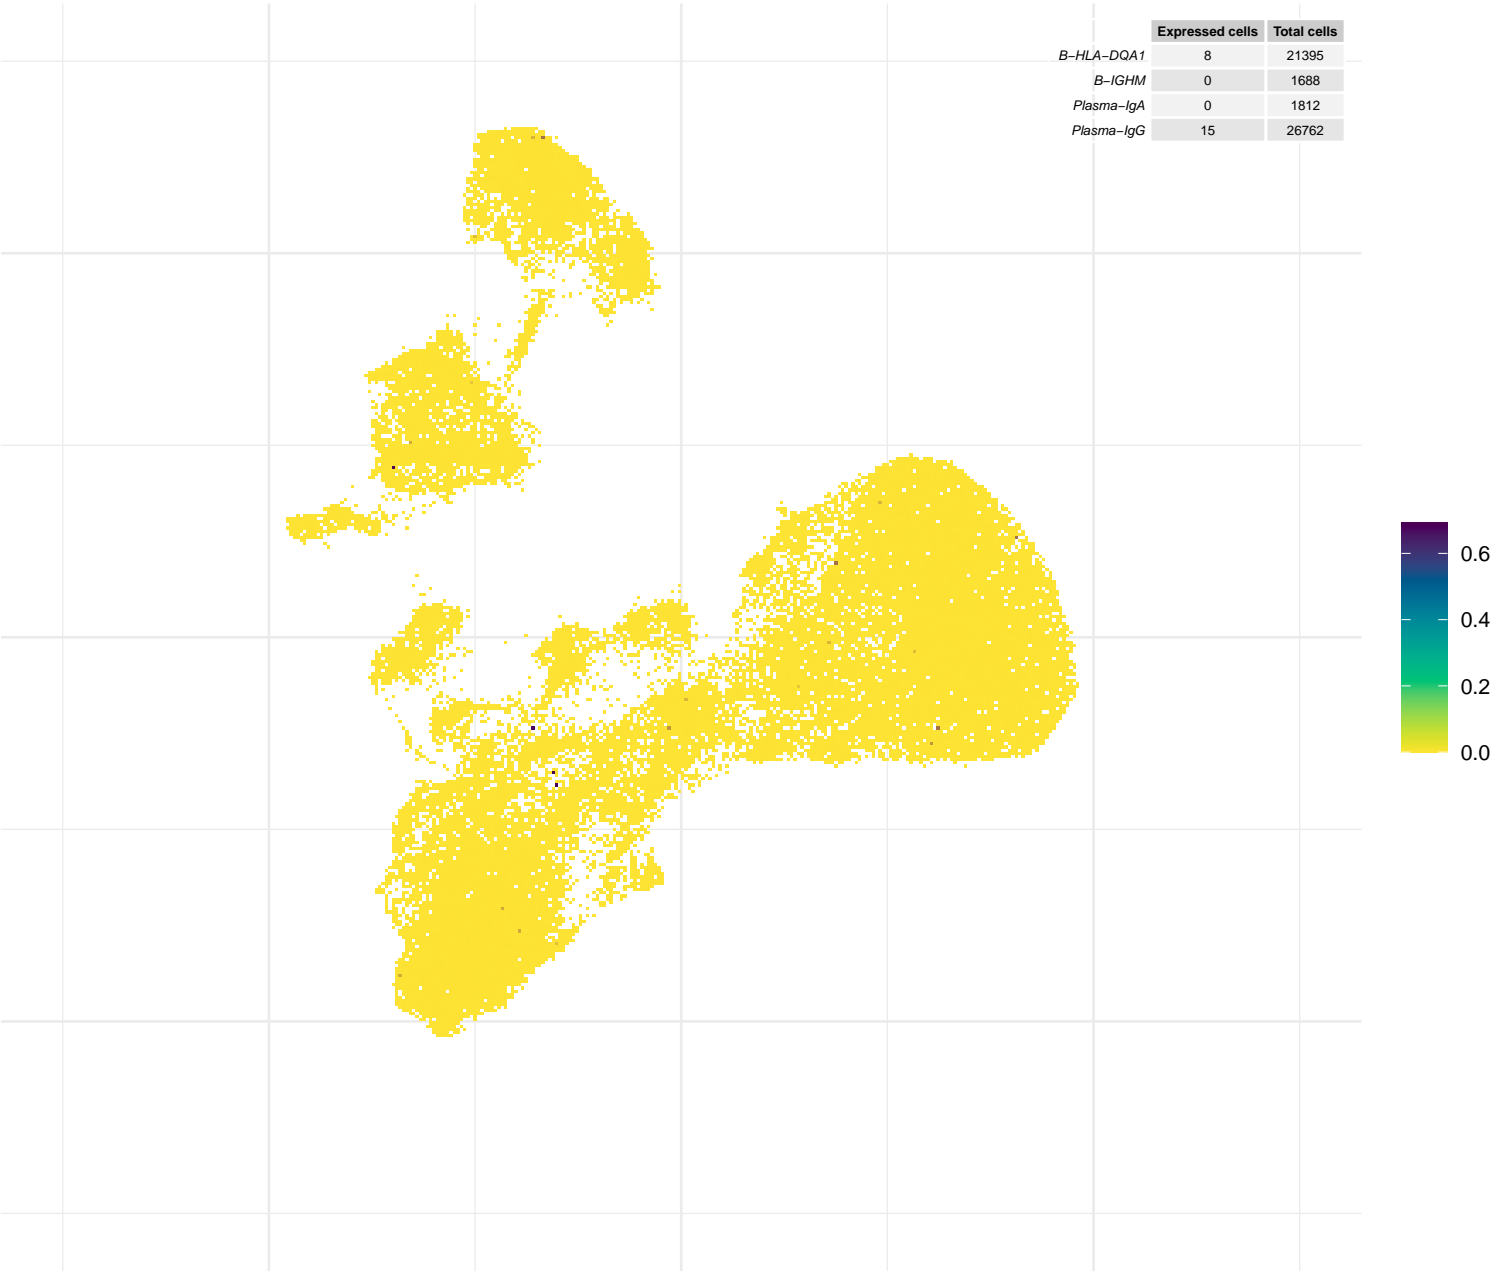 Expressed cells Total cells
B−HLA−DQA1 8 21395
B−IGHM 0 1688
Plasma−IgA 0 1812
Plasma−IgG 15 26762
0.6
0.4
0.2
0.0